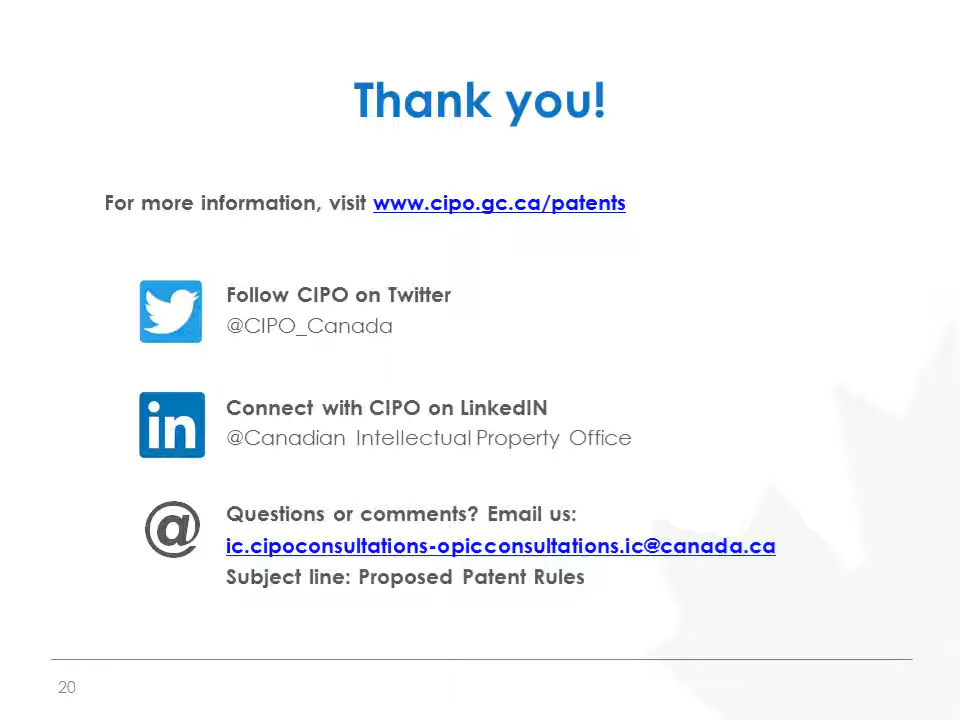 Thank you!
For more information, visit www.cipo.gc.ca/patents
Follow CIPO on Twitter
@CIPO_Canada
in
Connect with CIPO on LinkedIN
@Canadian Intellectual Property Office
@
Questions or comments? Email us:
ic.cipoconsultations-opicconsultations.ic@canada.ca
Subject line: Proposed Patent Rules
20